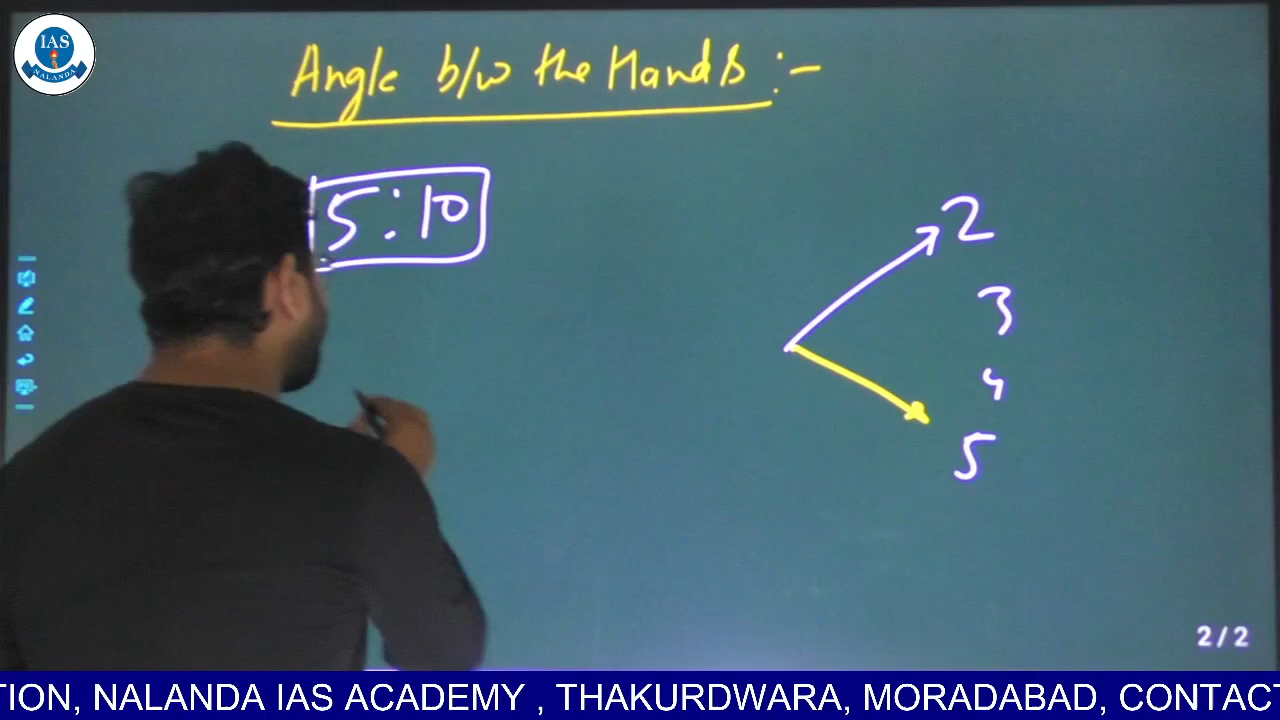 IAS
NALANDA
Angle b/w the Hands :-
5:10
2
3
4
5
2/2
TION, NALANDA IAS ACADEMY , THAKURDWARA, MORADABAD, CONTAC